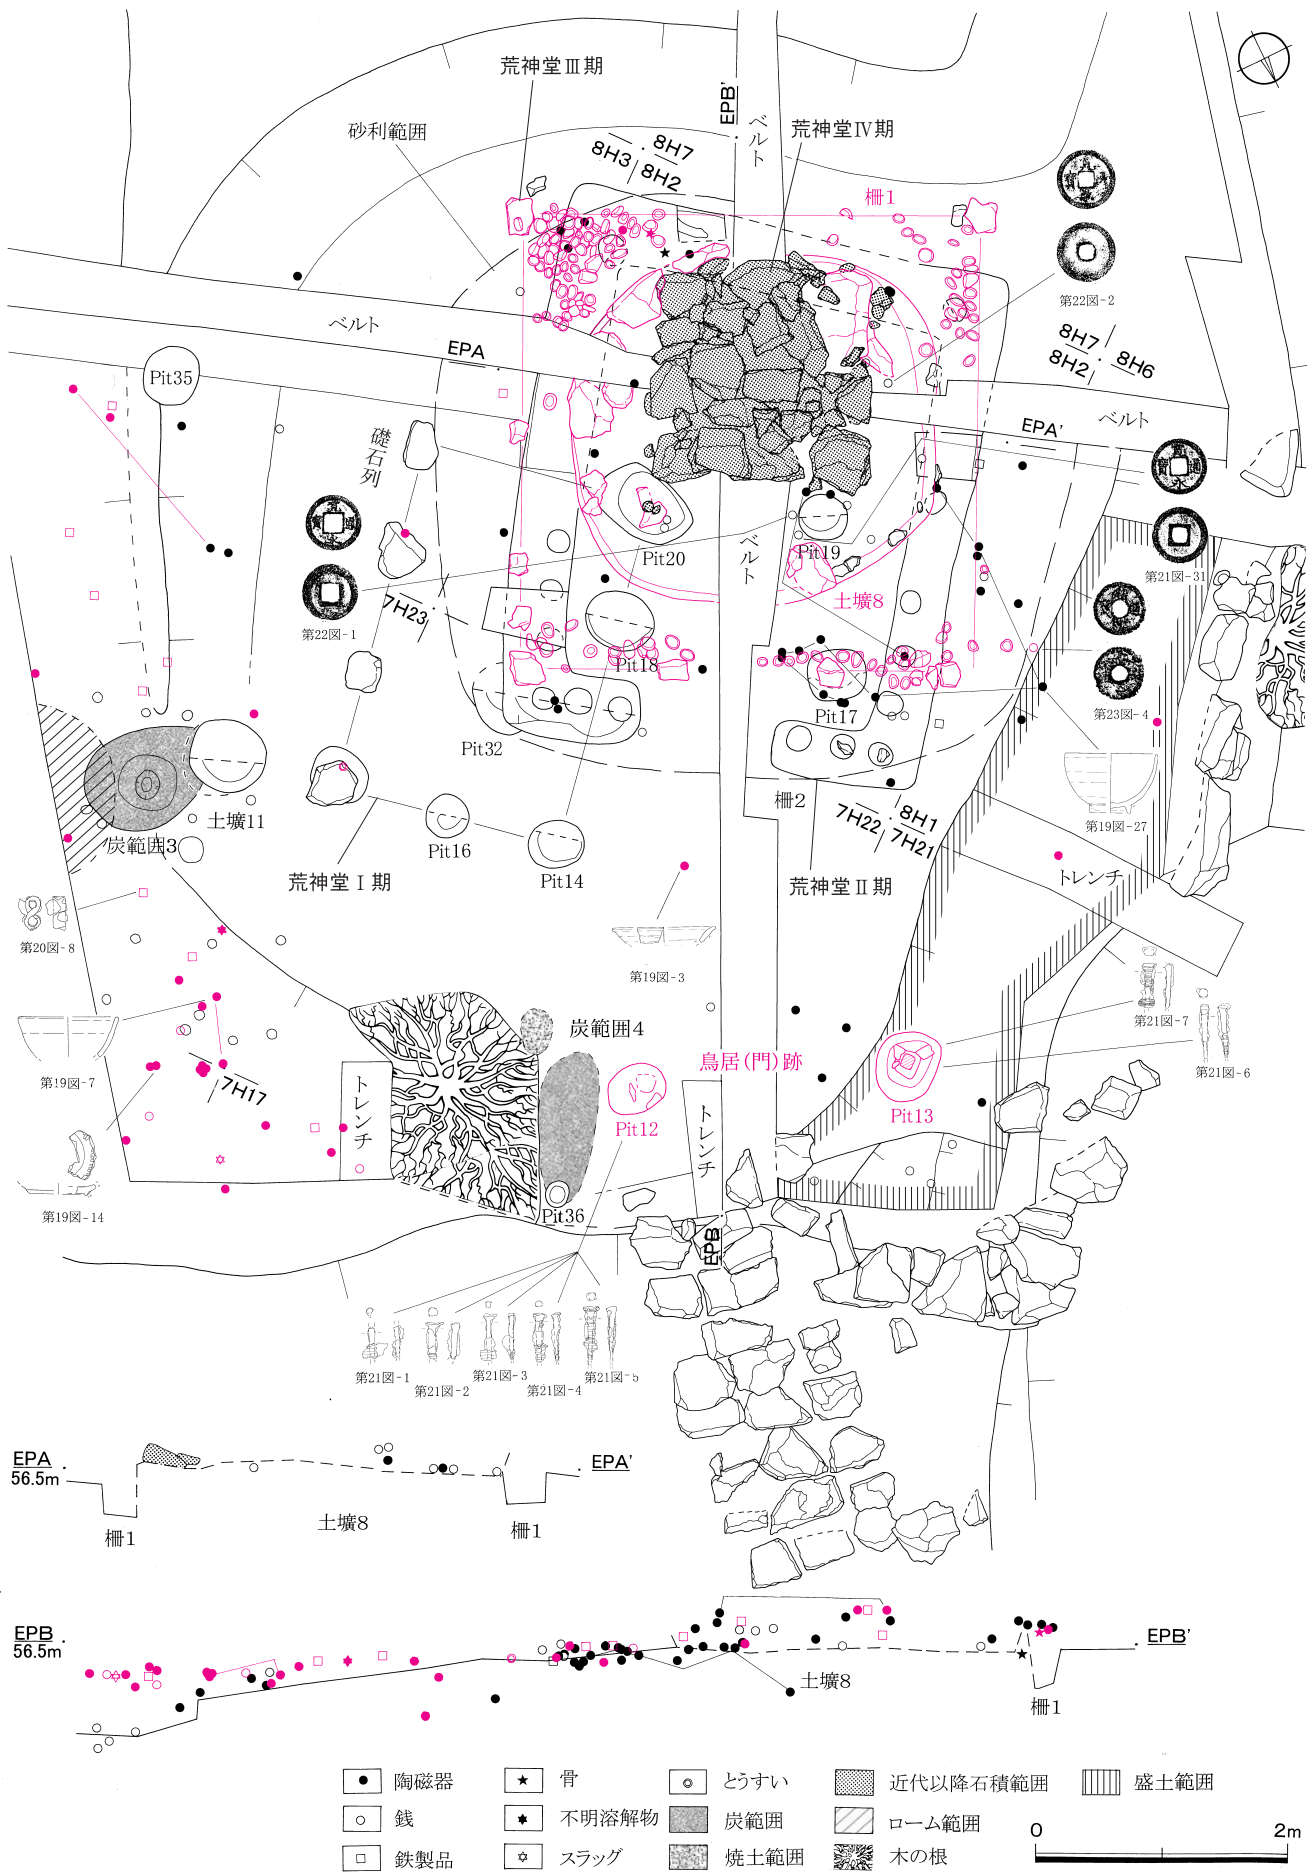 荒神堂Ⅲ期
EPB'
ベルト
荒神堂Ⅳ期
砂利範囲
8H3 8H7
8H2
柵1
第22図-2
ベルト
EPA
8H7 8H6
8H2
Pit35
ベルト
EPA'
礎石列
第21図-31
Pit20
Pit19
ベルト
土壙8
第22図-1
7H23
第23図-4
Pit18
Pit17
Pit32
柵2
第19図-27
7H22 8H1
7H21
土壙11
炭範囲3
Pit16
Pit14
荒神堂Ⅰ期
荒神堂Ⅱ期
トレンチ
第20図-8
第19図-3
第21図-7
炭範囲4
鳥居(門)跡
第21図-6
第19図-7
7H17
トレンチ
Pit12
トレンチ
Pit13
第19図-14
Pit36
EPB
第21図-1
第21図-2
第21図-3
第21図-4
第21図-5
EPA
56.5m
EPA'
柵1
土壙8
柵1
EPB
56.5m
EPB'
土壙8
柵1
陶磁器
骨
とうすい
近代以降石積範囲
盛土範囲
銭
不明溶解物
炭範囲
ローム範囲
鉄製品
スラッグ
焼土範囲
木の根
0 2m